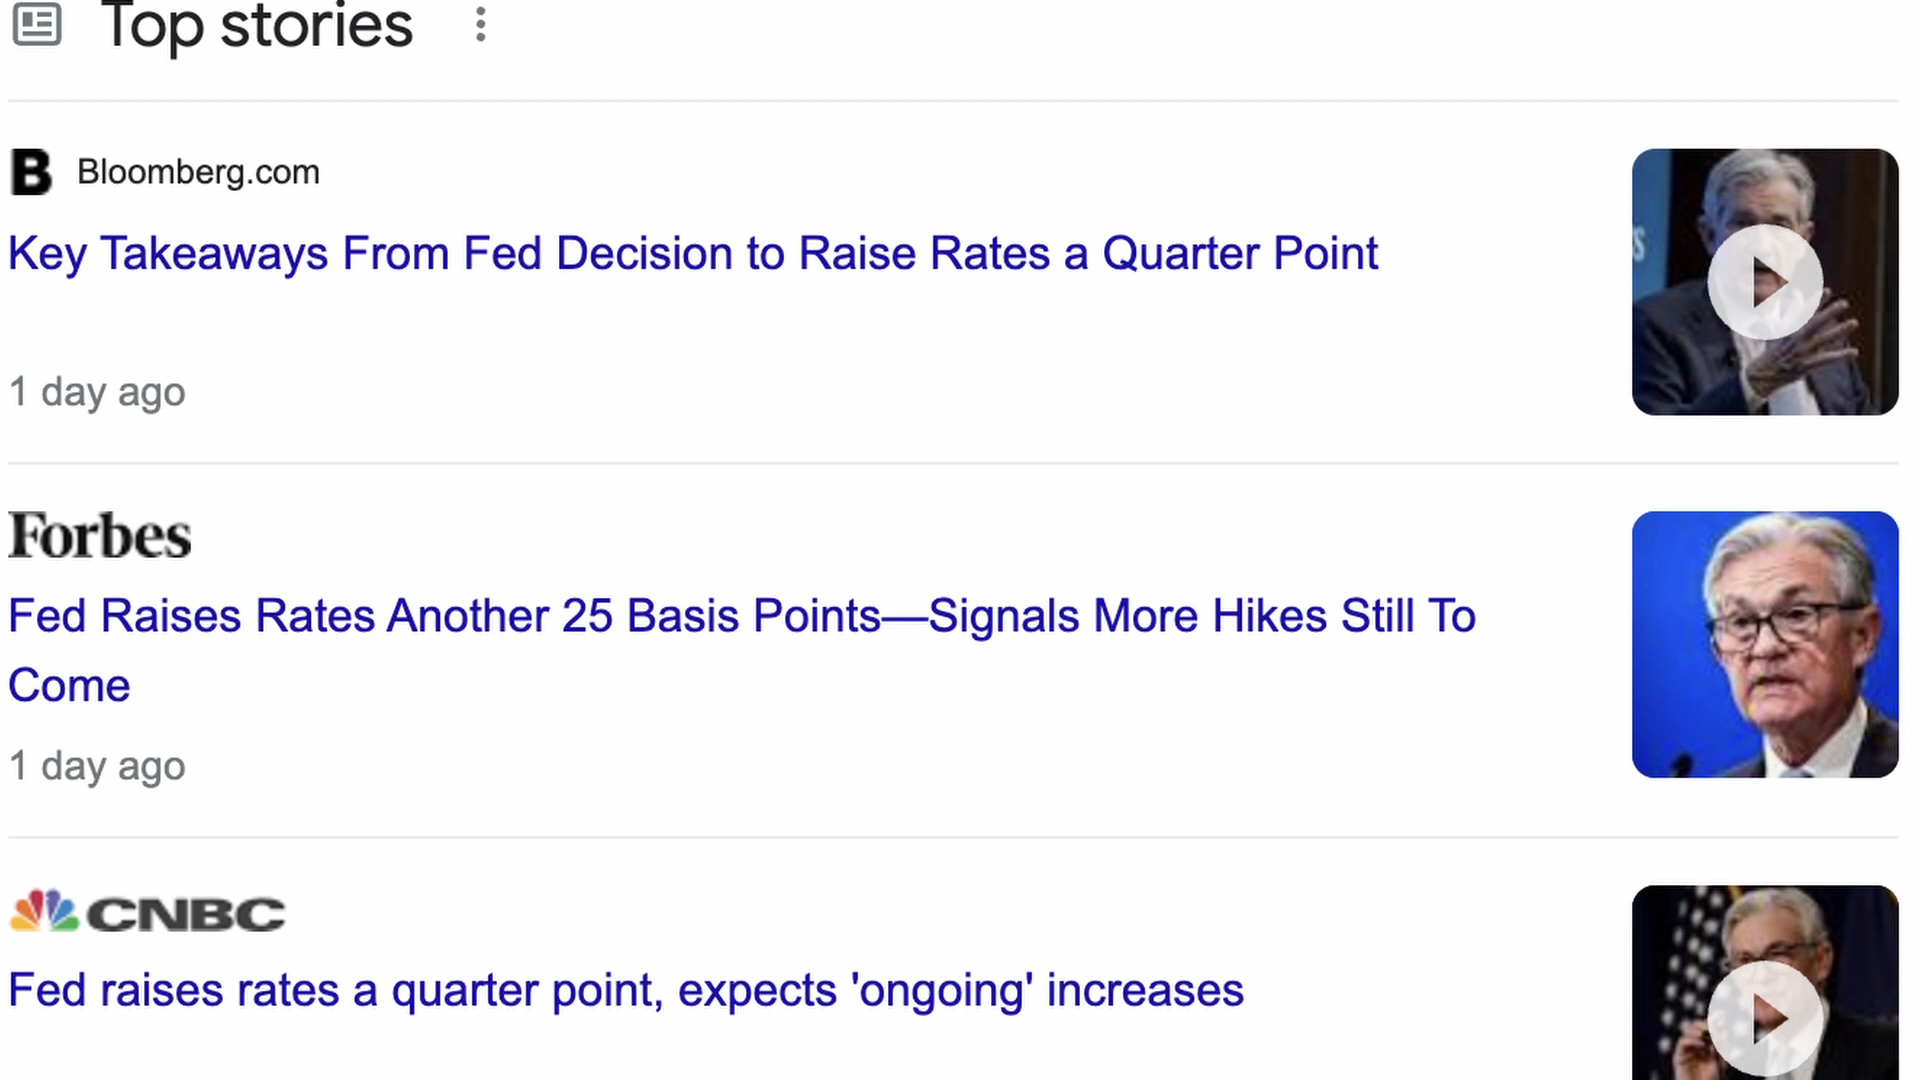 Top stories
B Bloomberg.com
Key Takeaways From Fed Decision to Raise Rates a Quarter Point
1 day ago
Forbes
Fed Raises Rates Another 25 Basis Points—Signals More Hikes Still To
Come
1 day ago
CNBC
Fed raises rates a quarter point, expects 'ongoing' increases